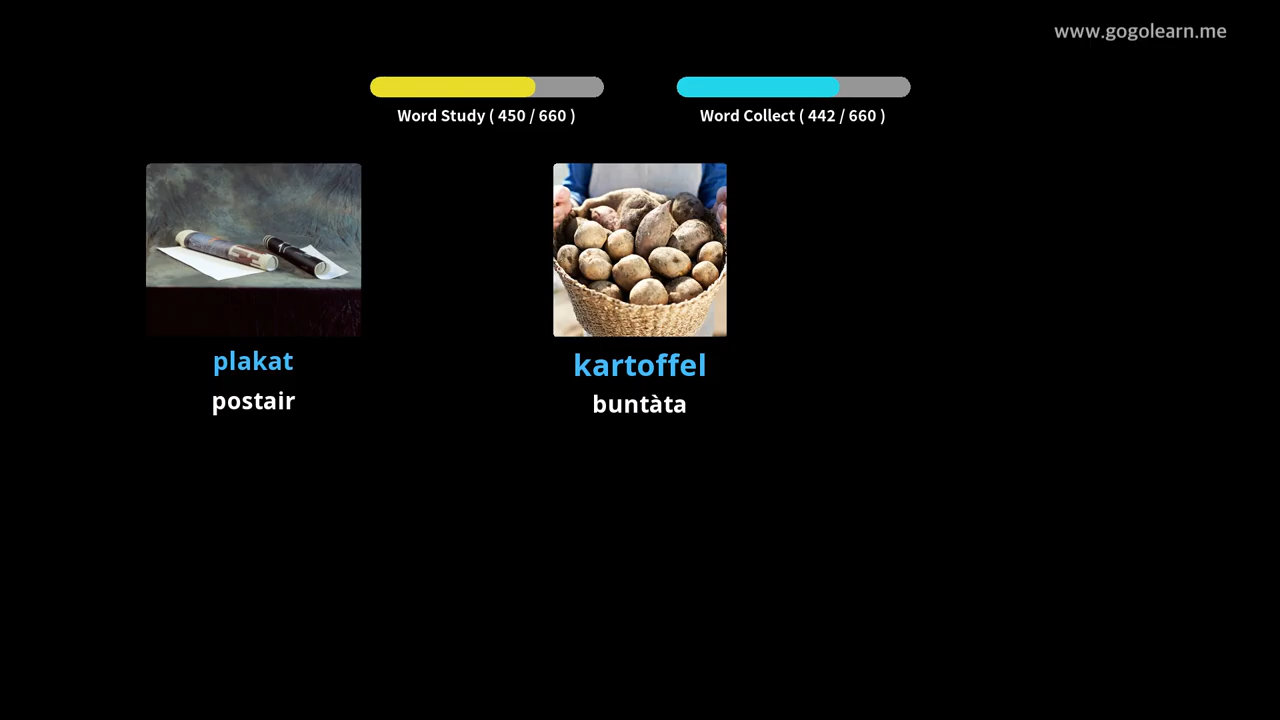 www.gogolearn.me
Word Study ( 450 / 660 )
Word Collect ( 442 / 660 )
plakat
postair
kartoffel
buntàta